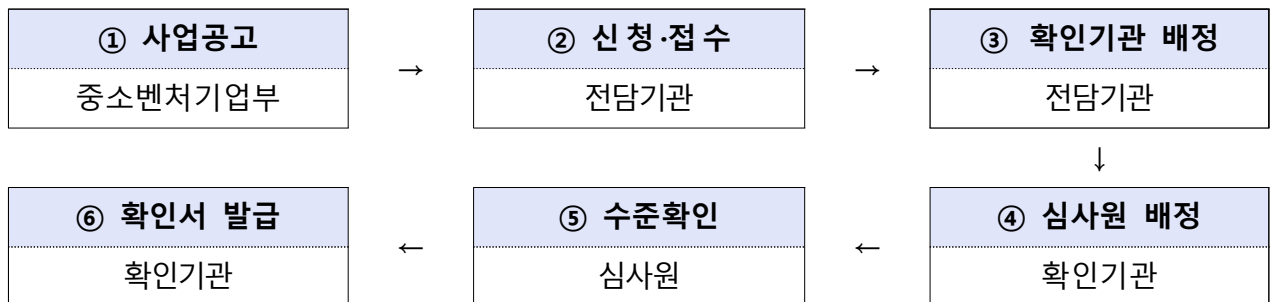 ① 사업공고
중소벤처기업부
→
② 신청·접수
전담기관
→
③ 확인기관 배정
전담기관
↓
④ 심사원 배정
확인기관
←
⑤ 수준확인
심사원
←
⑥ 확인서 발급
확인기관